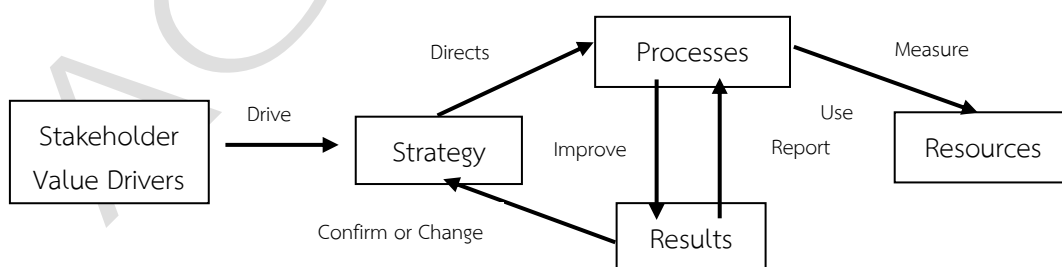 Directs
Processes
Measure
Stakeholder
Value Drivers
Drive
Strategy
Improve
Use
Report
Resources
Confirm or Change
Results